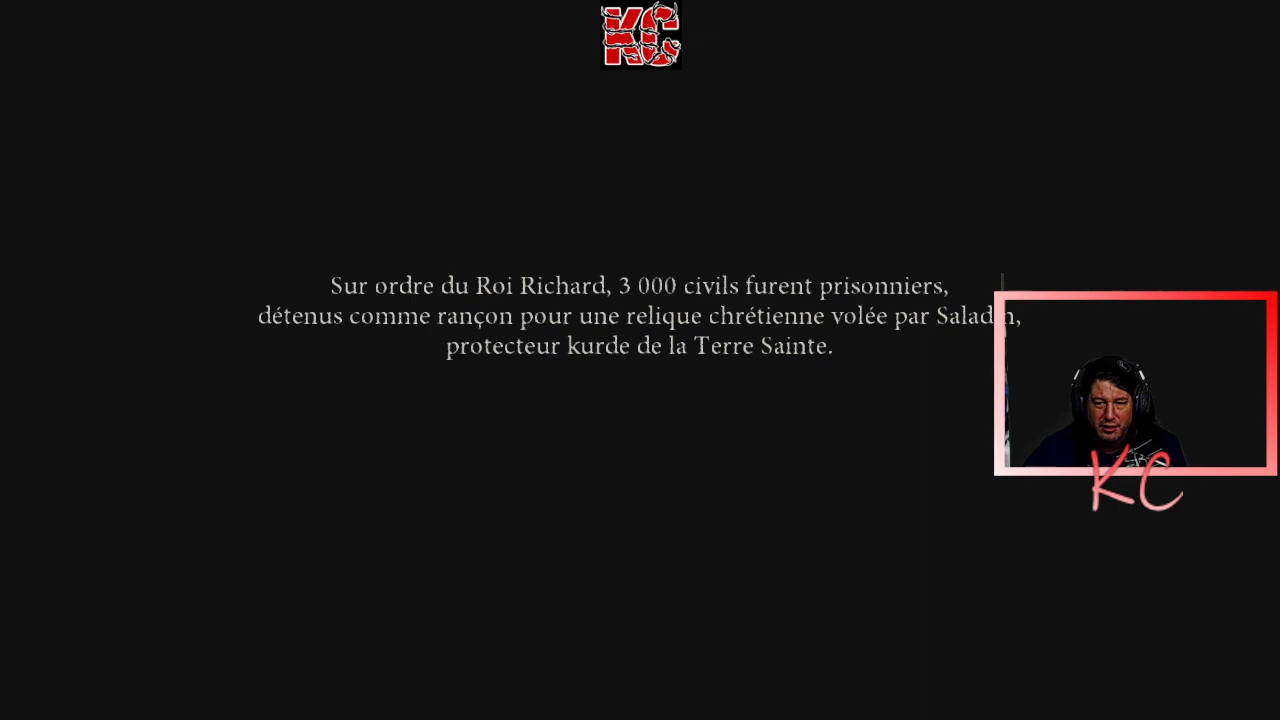 KC
Sur ordre du Roi Richard, 3 000 civils furent prisonniers,
détenus comme rançon pour une relique chrétienne volée par Saladin,
protecteur kurde de la Terre Sainte.
KC